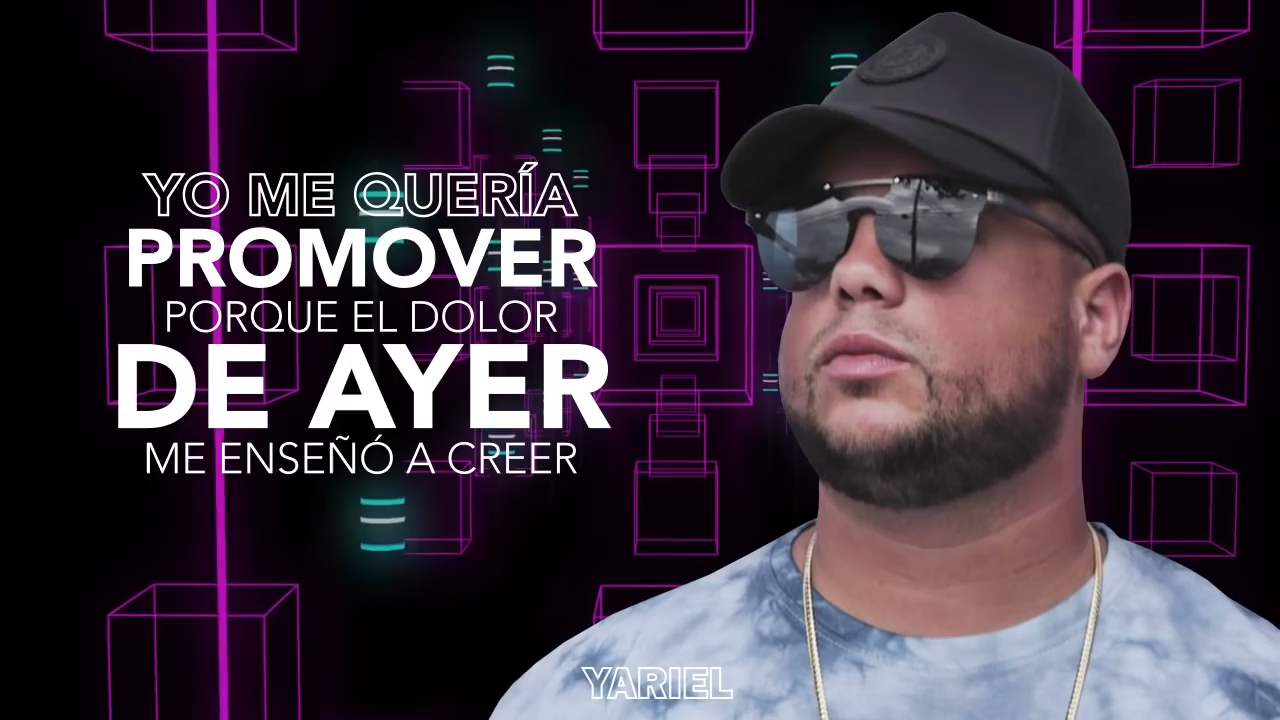 YO ME QUERÍA
PROMOVER
PORQUE EL DOLOR
DE AYER
ME ENSEÑÓ A CREER
YARIEL